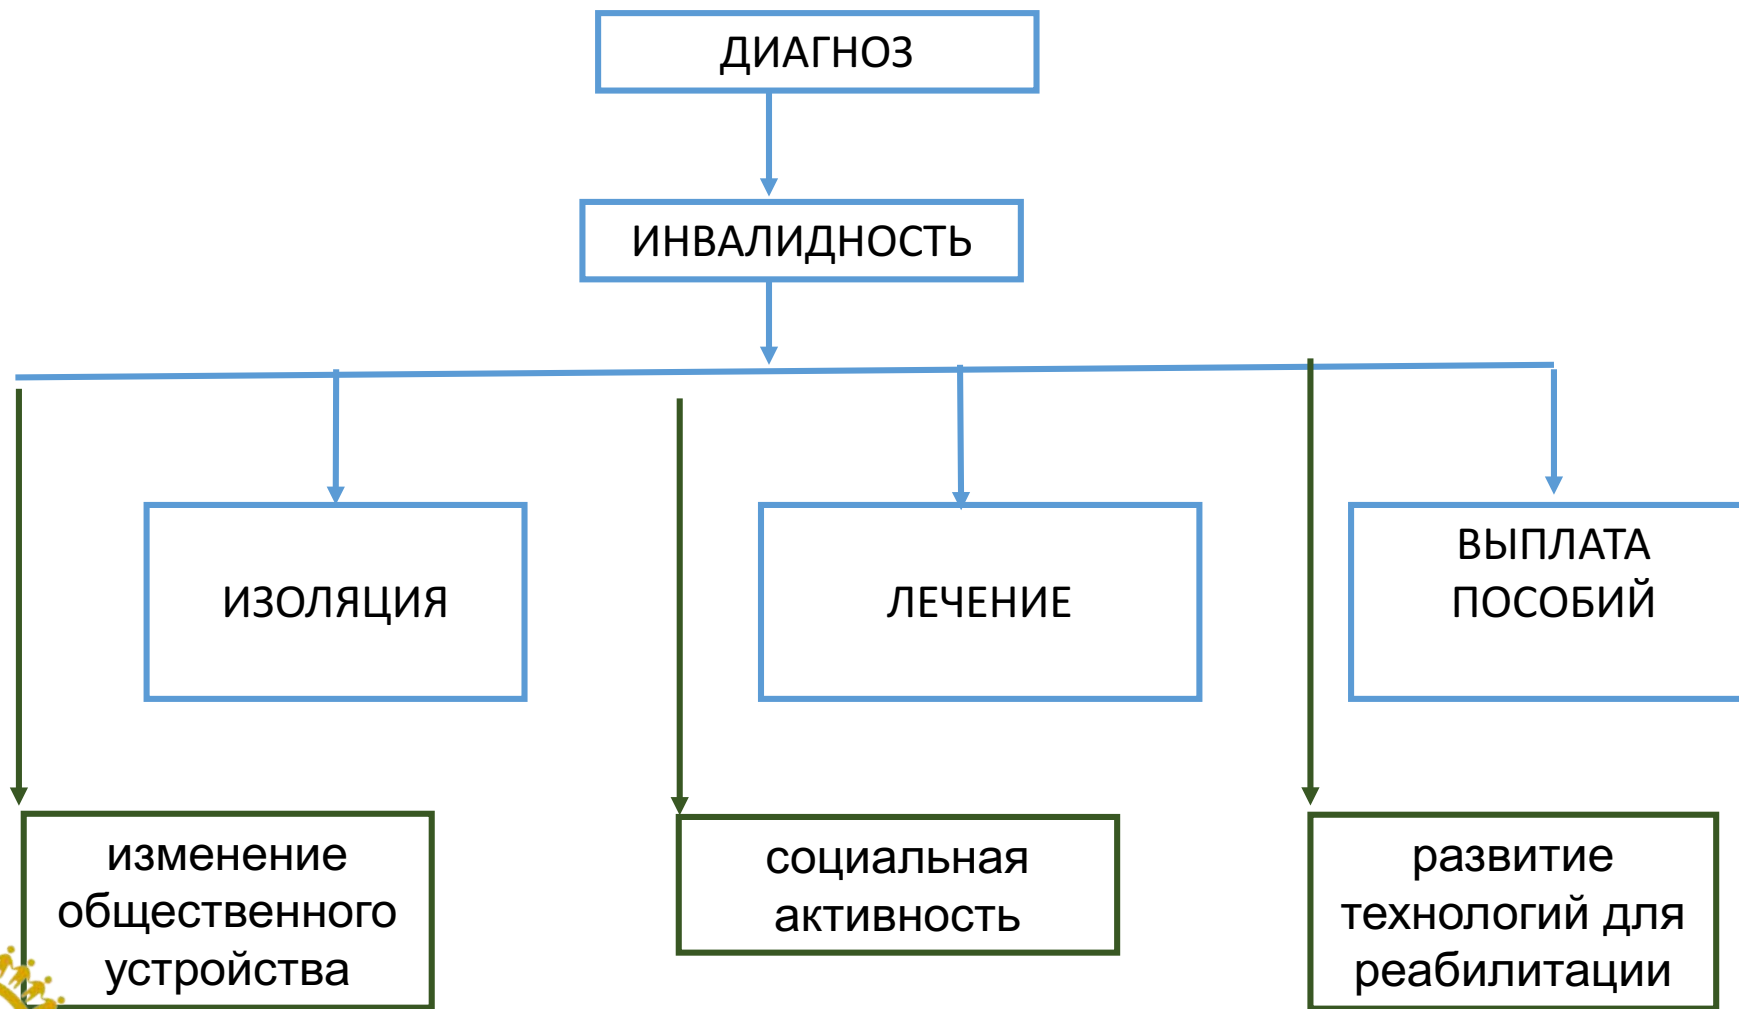 ДИАГНОЗ
ИНВАЛИДНОСТЬ
ИЗОЛЯЦИЯ
ЛЕЧЕНИЕ
ВЫПЛАТА
ПОСОБИЙ
изменение
общественного
устройства
социальная
активность
развитие
технологий для
реабилитации